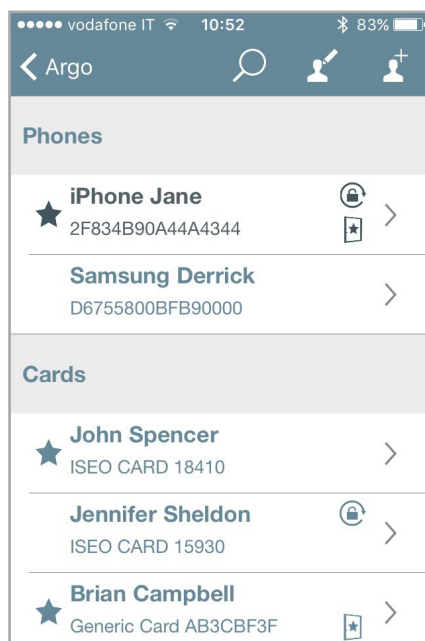 vodafone IT 10:52 83%
Argo
Phones
iPhone Jane
2F834B90A44A4344
Samsung Derrick
D6755800BFB90000
Cards
John Spencer
ISEO CARD 18410
Jennifer Sheldon
ISEO CARD 15930
Brian Campbell
Generic Card AB3CBF3F